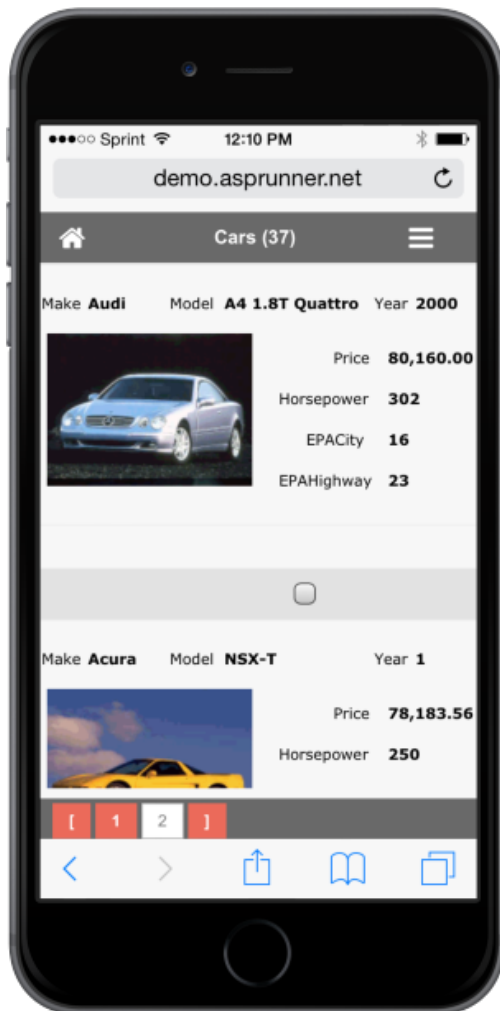 Sprint 12:10 PM
demo.asprunner.net
Cars (37)
Make Audi Model A4 1.8T Quattro Year 2000
Price 80,160.00
Horsepower 302
EPACity 16
EPAHighway 23
Make Acura Model NSX-T Year 1
Price 78,183.56
Horsepower 250
[ 1 2 ]